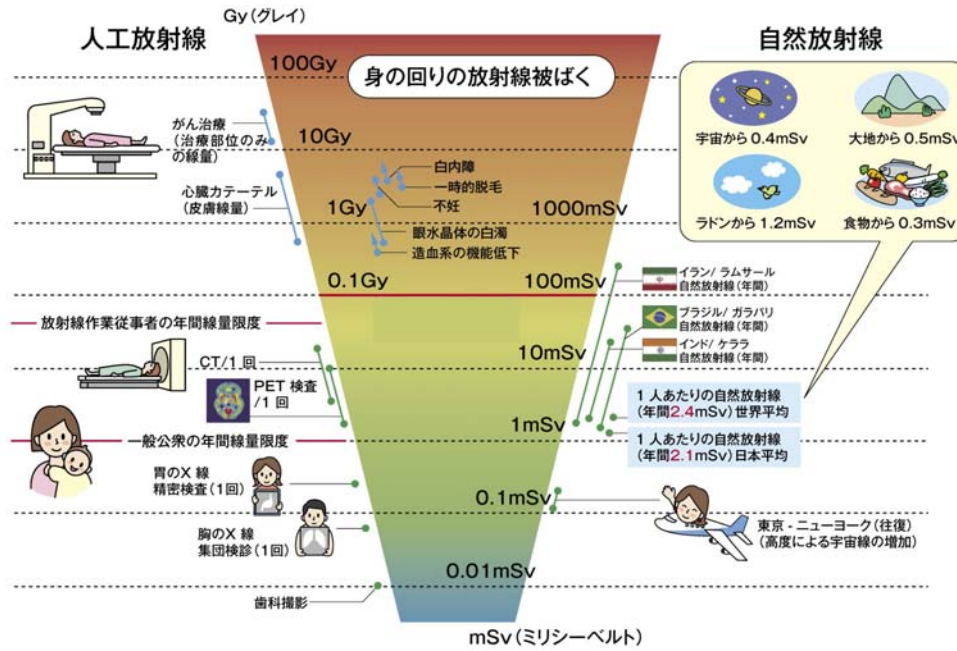 Gy(グレイ)
人工放射線
自然放射線
身の回りの放射線被ばく
100Gy
10Gy
1Gy
0.1Gy
1000mSv
100mSv
10mSv
1mSv
0.1mSv
0.01mSv
mSv(ミリシーベルト)
がん治療
(治療部位のみ
の線量)
心臓カテーテル
(皮膚線量)
白内障
一時的脱毛
不妊
眼水晶体の白濁
造血系の機能低下
放射線作業従事者の年間線量限度
CT/1 回
PET 検査
/1 回
一般公衆の年間線量限度
胃のX 線
精密検査(1回)
胸のX 線
集団検診(1回)
歯科撮影
宇宙から 0.4mSv
大地から 0.5mSv
ラドンから 1.2mSv
食物から 0.3mSv
イラン/ ラムサール
自然放射線(年間)
ブラジル/ ガラパリ
自然放射線(年間)
インド/ ケララ
自然放射線(年間)
1 人あたりの自然放射線
(年間2.4mSv)世界平均
1 人あたりの自然放射線
(年間2.1mSv)日本平均
東京 - ニューヨーク(往復)
(高度による宇宙線の増加)